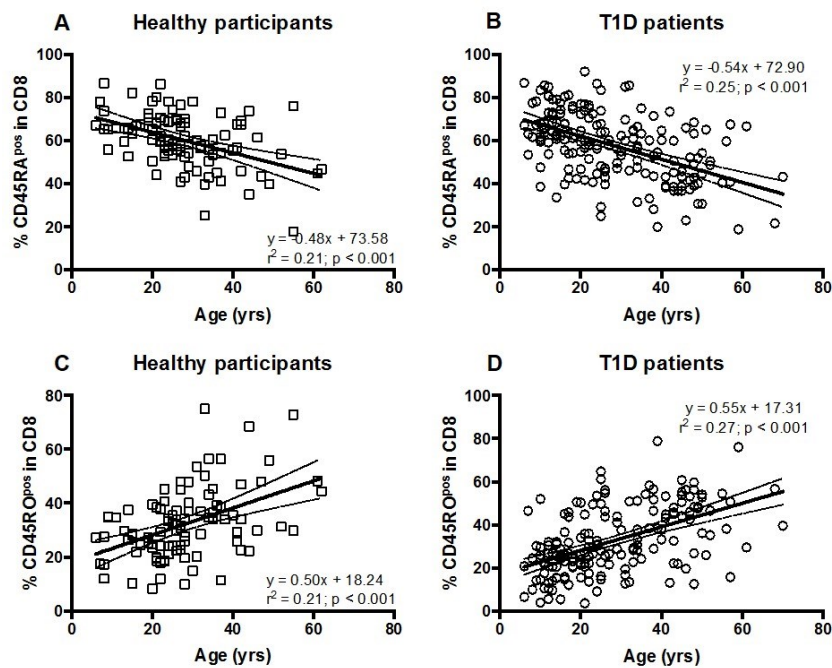 A Healthy participants
% CD45RApos in CD8
100
80
60
40
20
0
y = -0.48x + 73.58
r2 = 0.21; p < 0.001
0 20 40 60 80
Age (yrs)
B T1D patients
% CD45RApos in CD8
100
80
60
40
20
0
y = -0.54x + 72.90
r2 = 0.25; p < 0.001
0 20 40 60 80
Age (yrs)
C Healthy participants
% CD45ROpos in CD8
80
60
40
20
0
y = 0.50x + 18.24
r2 = 0.21; p < 0.001
0 20 40 60 80
Age (yrs)
D T1D patients
% CD45ROpos in CD8
100
80
60
40
20
0
y = 0.55x + 17.31
r2 = 0.27; p < 0.001
0 20 40 60 80
Age (yrs)